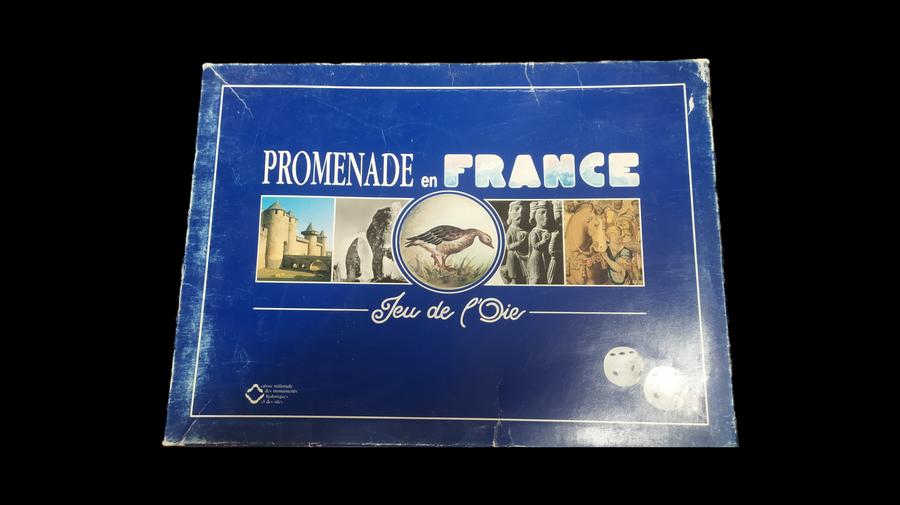 PROMENADE en FRANCE
Jeu de l'Oie
caisse nationale
des monuments
historiques
et des sites